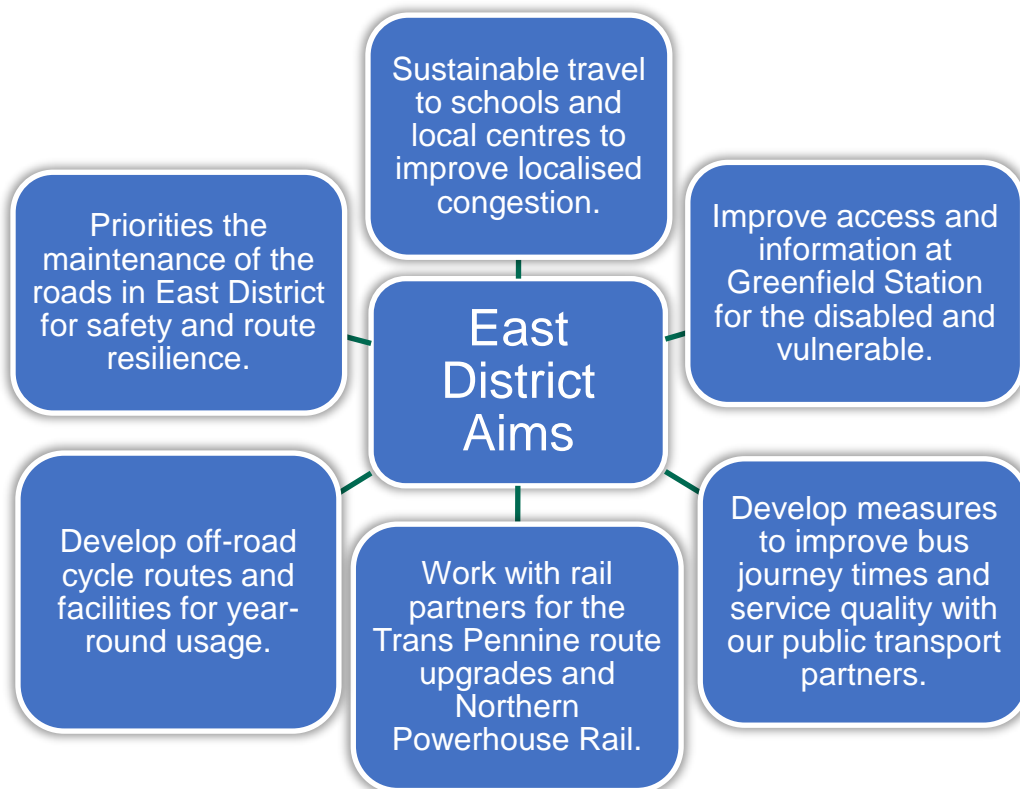 Sustainable travel
to schools and
local centres to
improve localised
congestion.
Priorities the
maintenance of the
roads in East District
for safety and route
resilience.
Improve access and
information at
Greenfield Station
for the disabled and
vulnerable.
East
District
Aims
Develop off-road
cycle routes and
facilities for year-
round usage.
Work with rail
partners for the
Trans Pennine route
upgrades and
Northern
Powerhouse Rail.
Develop measures
to improve bus
journey times and
service quality with
our public transport
partners.